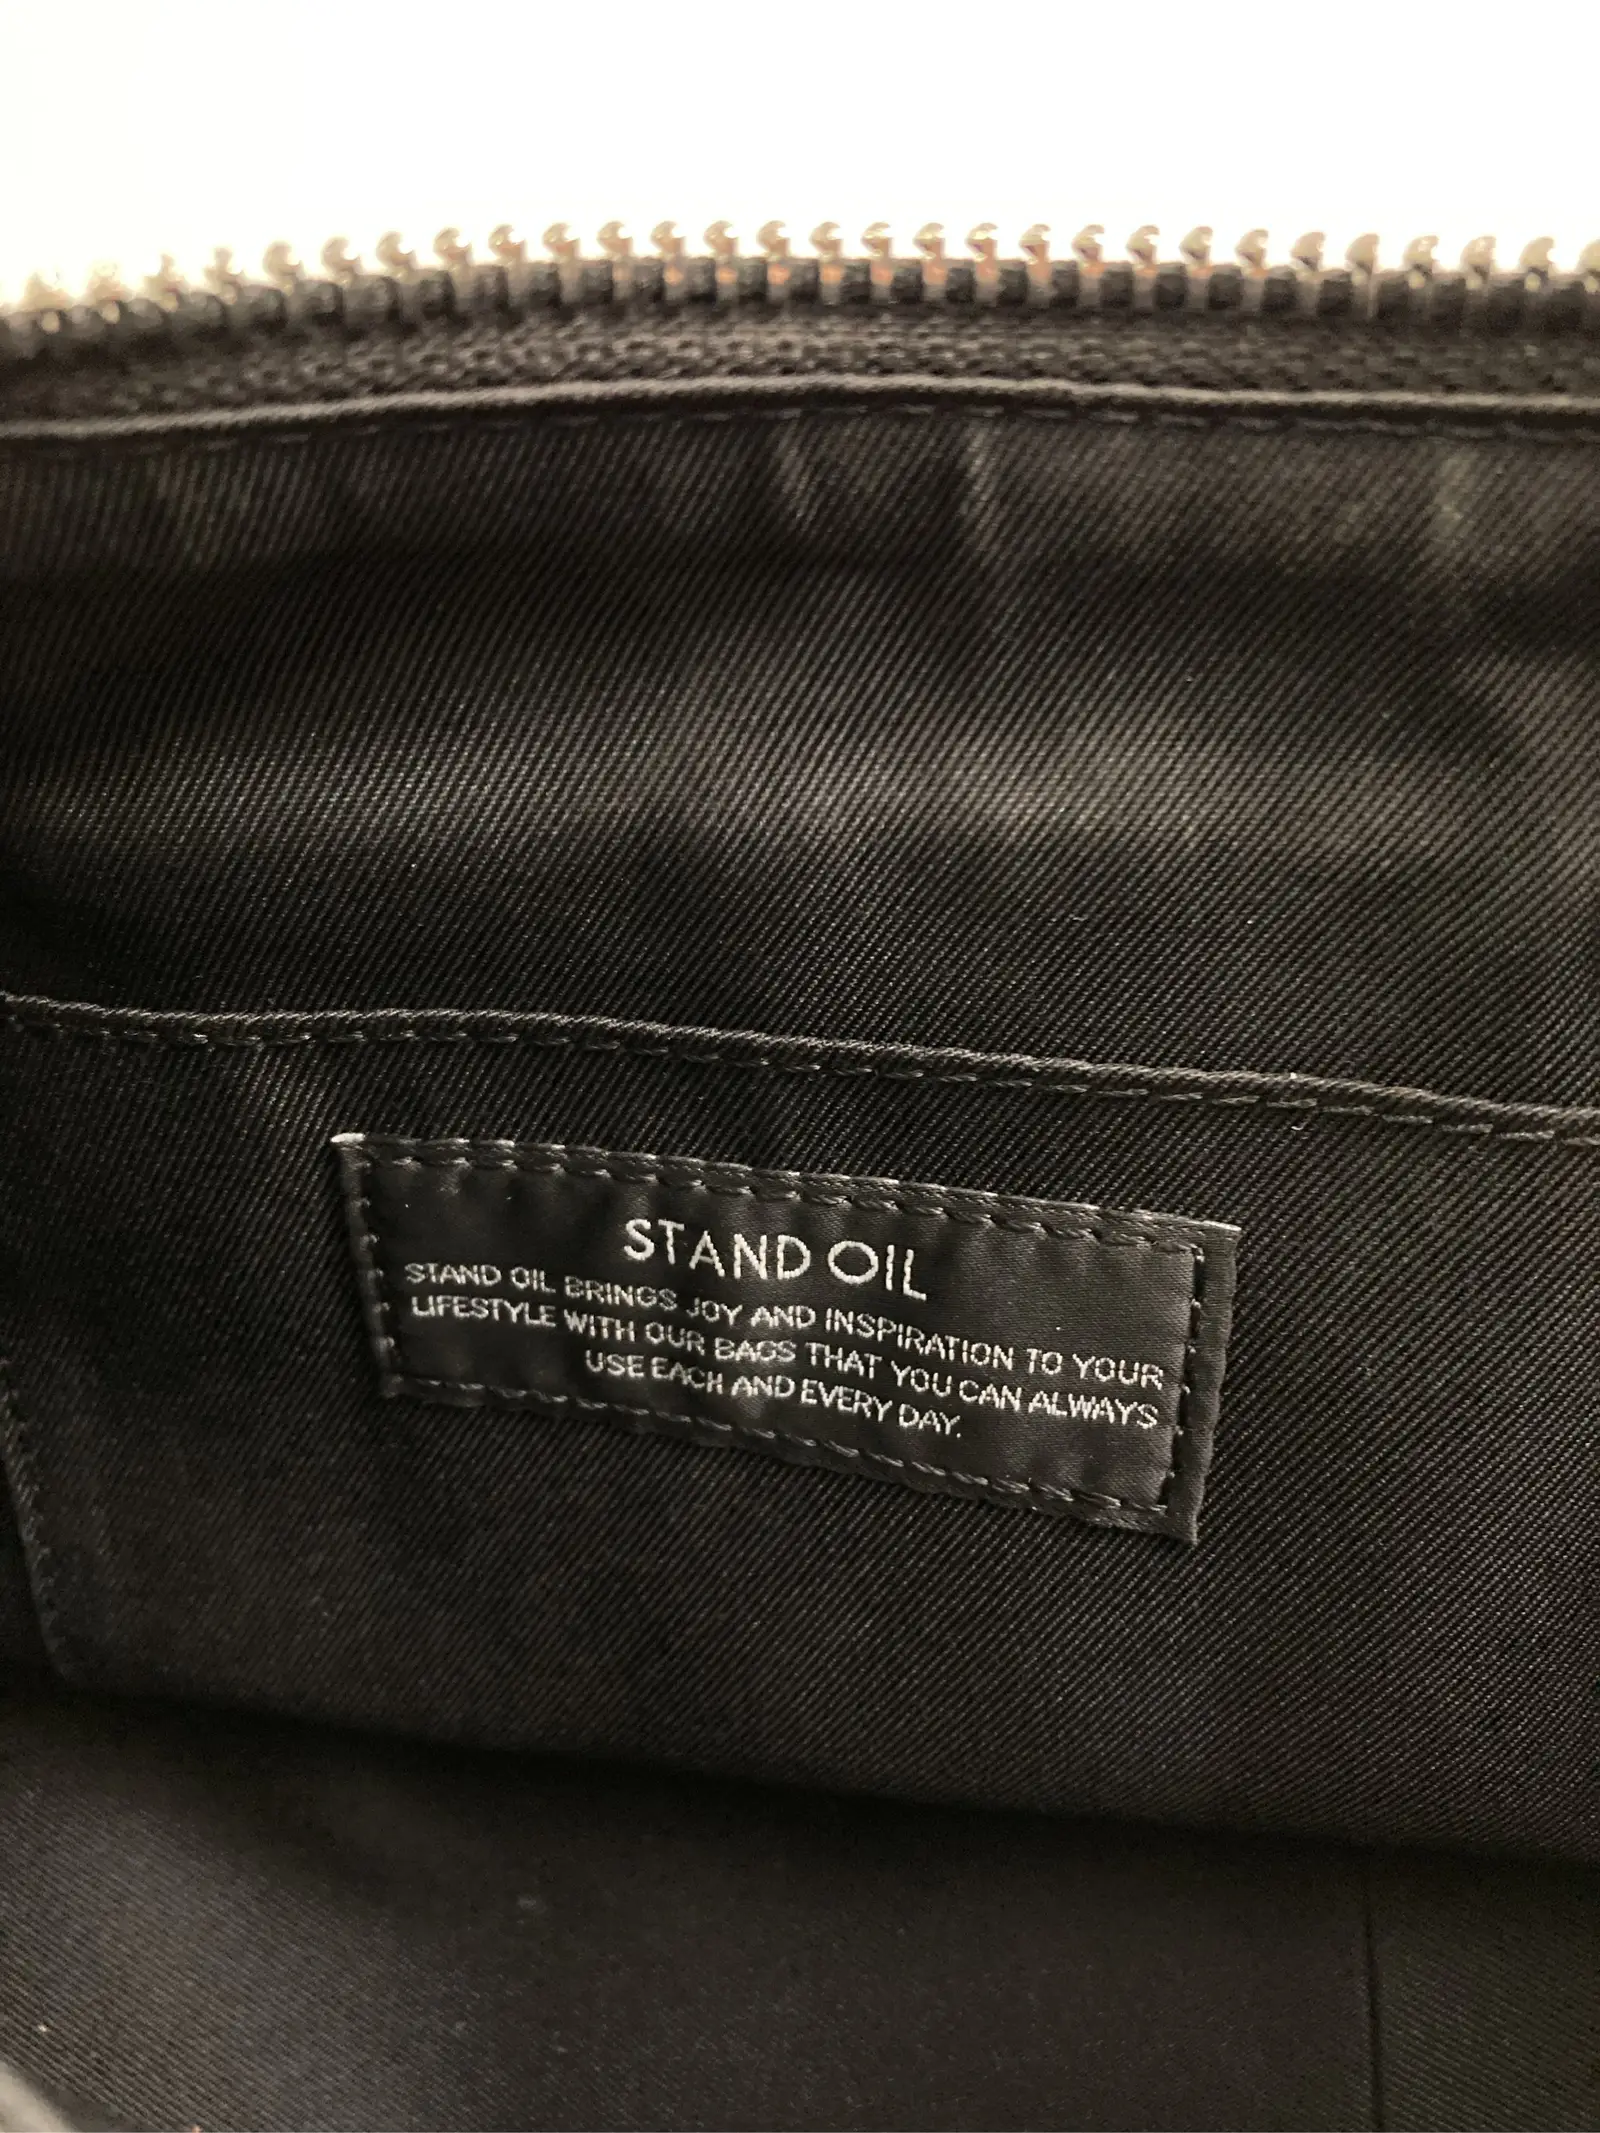 STAND OIL
STAND OIL BRINGS JOY AND INSPIRATION TO YOUR
LIFESTYLE WITH OUR BAGS THAT YOU CAN ALWAYS
USE EACH AND EVERY DAY.